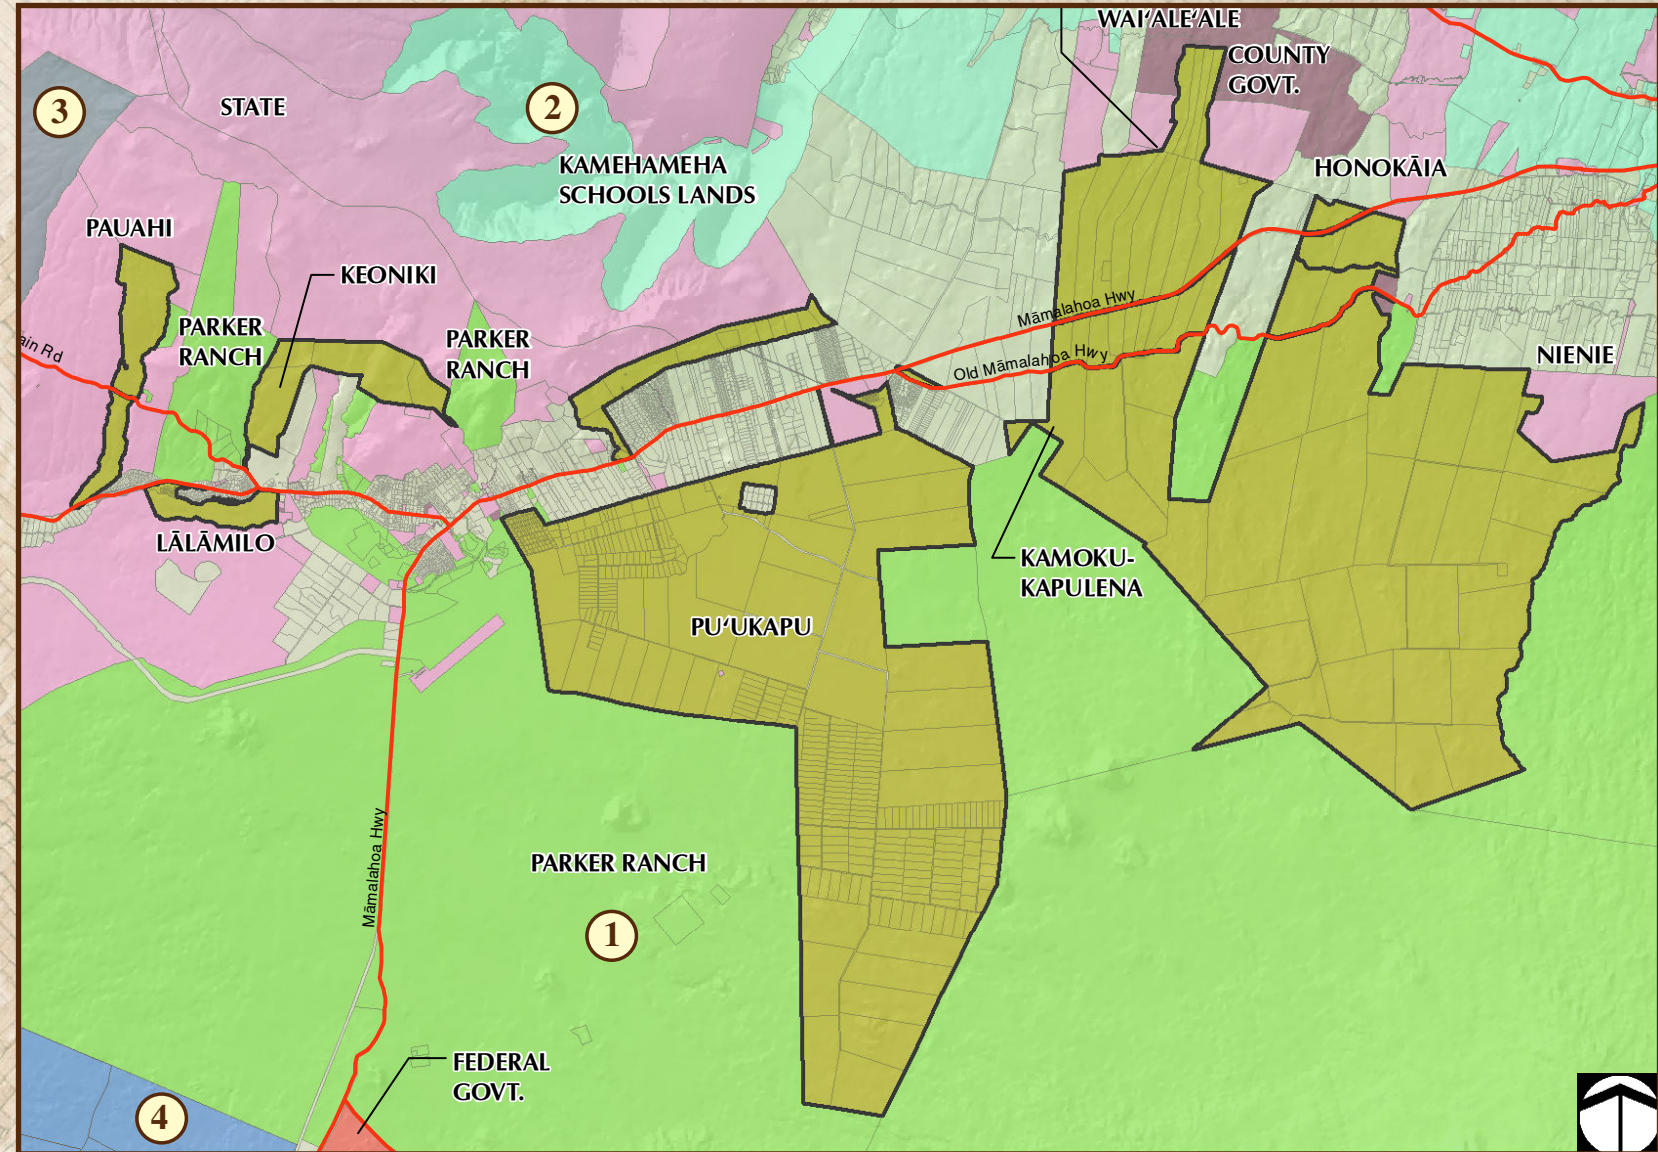 WAIʻALEʻALE
COUNTY
GOVT.
3
STATE
2
KAMEHAMEHA
SCHOOLS LANDS
HONOKĀIA
PAUAHI
KEONIKI
PARKER
RANCH
PARKER
RANCH
Māmalahoa Hwy
ain Rd
Old Māmalahoa Hwy
NIENIE
LĀLĀMILO
KAMOKU-
KAPULENA
PUʻUKAPU
Māmalahoa Hwy
PARKER RANCH
1
FEDERAL
GOVT.
4